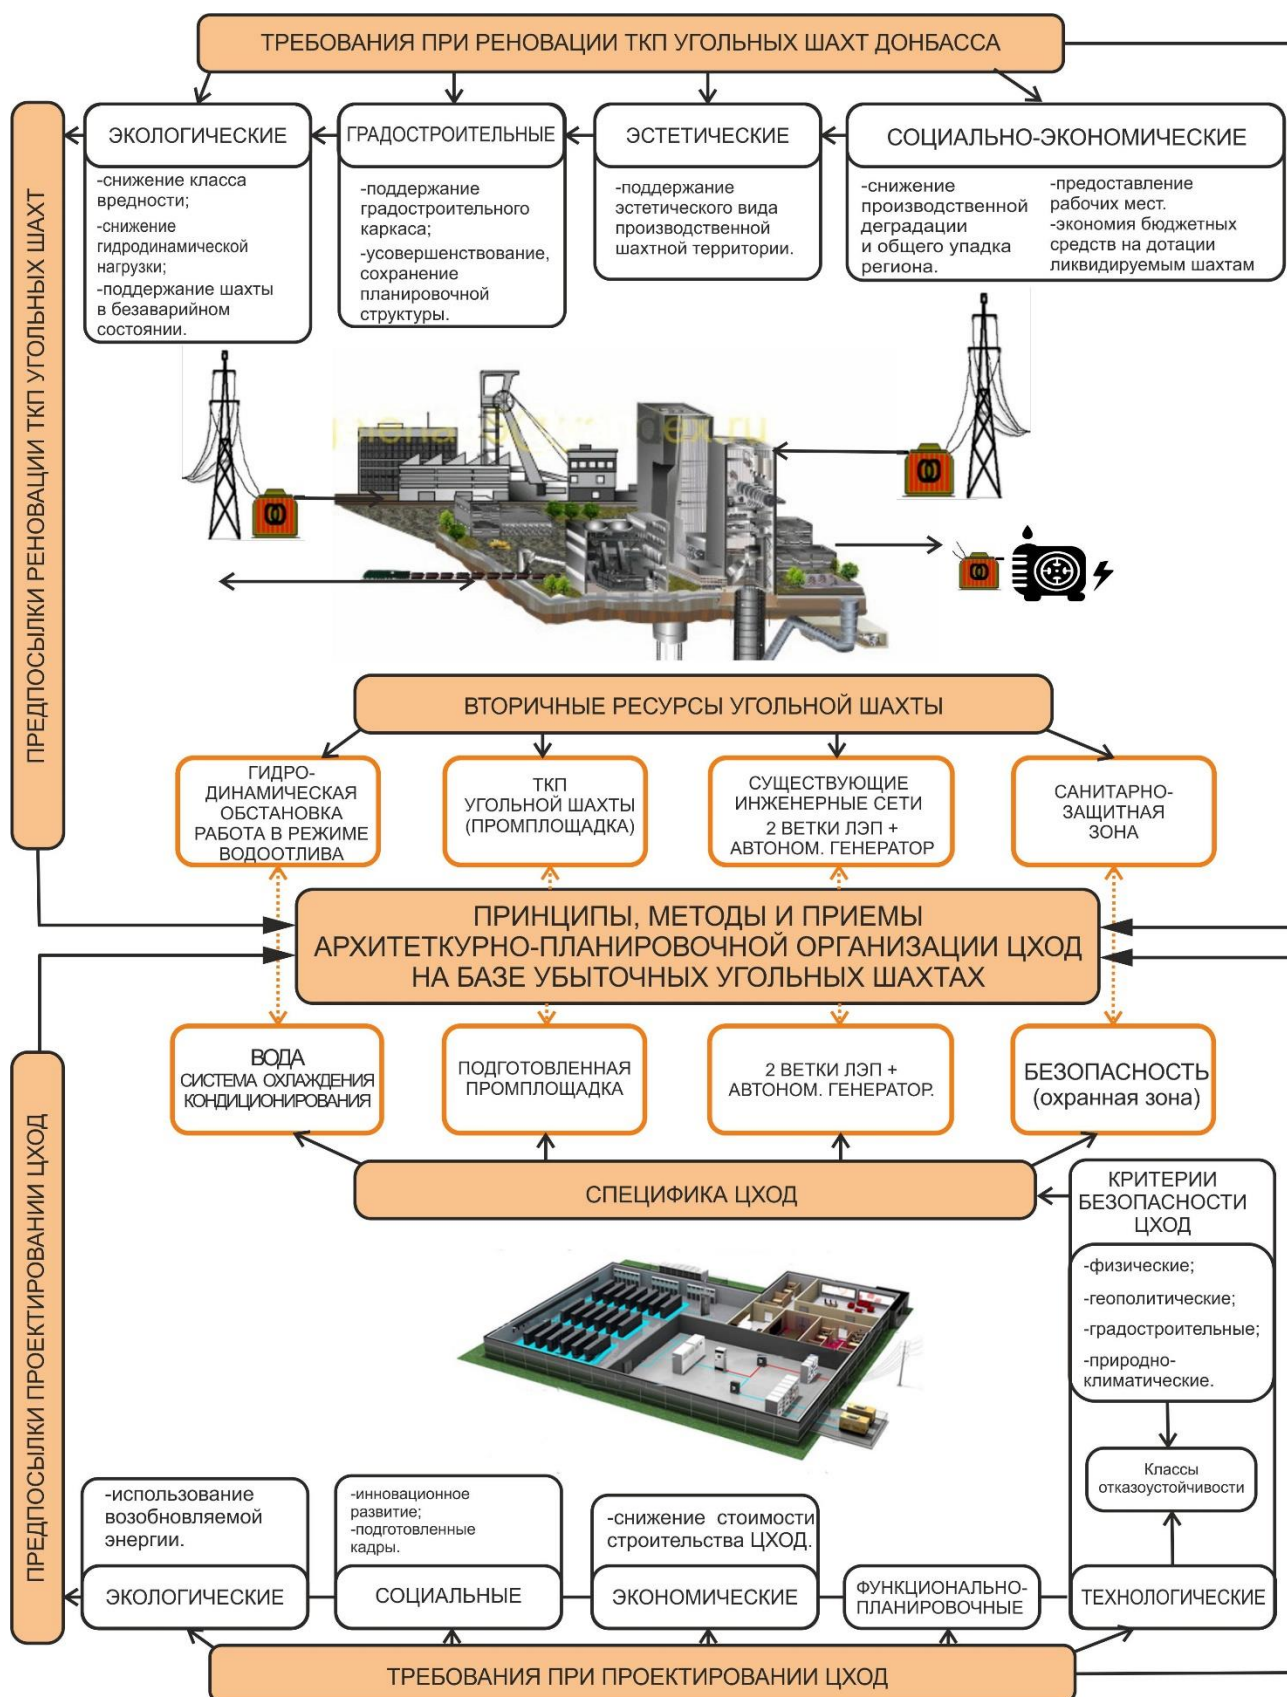 ТРЕБОВАНИЯ ПРИ РЕНОВАЦИИ ТКП УГОЛЬНЫХ ШАХТ ДОНБАССА
ПРЕДПОСЫЛКИ РЕНОВАЦИИ ТКП УГОЛЬНЫХ ШАХТ
ЭКОЛОГИЧЕСКИЕ
-снижение класса
вредности;
-снижение
гидродинамической
нагрузки;
-поддержание шахты
в безаварийном
состоянии.
ГРАДОСТРОИТЕЛЬНЫЕ
-поддержание
градостроительного
каркаса;
-усовершенствование,
сохранение
планировочной
структуры.
ЭСТЕТИЧЕСКИЕ
-поддержание
эстетического вида
производственной
шахтной территории.
СОЦИАЛЬНО-ЭКОНОМИЧЕСКИЕ
-снижение
производственной
деградации
и общего упадка
региона.
-предоставление
рабочих мест.
-экономия бюджетных
средств на дотации
ликвидируемым шахтам
ВТОРИЧНЫЕ РЕСУРСЫ УГОЛЬНОЙ ШАХТЫ
ГИДРО-
ДИНАМИЧЕСКАЯ
ОБСТАНОВКА
РАБОТА В РЕЖИМЕ
ВОДООТЛИВА
ТКП
УГОЛЬНОЙ ШАХТЫ
(ПРОМПЛОЩАДКА)
СУЩЕСТВУЮЩИЕ
ИНЖЕНЕРНЫЕ СЕТИ
2 ВЕТКИ ЛЭП +
АВТОНОМ. ГЕНЕРАТОР
САНИТАРНО-
ЗАЩИТНАЯ
ЗОНА
ПРИНЦИПЫ, МЕТОДЫ И ПРИЕМЫ
АРХИТЕТКУРНО-ПЛАНИРОВОЧНОЙ ОРГАНИЗАЦИИ ЦХОД
НА БАЗЕ УБЫТОЧНЫХ УГОЛЬНЫХ ШАХТАХ
ВОДА
СИСТЕМА ОХЛАЖДЕНИЯ
КОНДИЦИОНИРОВАНИЯ
ПОДГОТОВЛЕННАЯ
ПРОМПЛОЩАДКА
2 ВЕТКИ ЛЭП +
АВТОНОМ. ГЕНЕРАТОР.
БЕЗОПАСНОСТЬ
(охранная зона)
СПЕЦИФИКА ЦХОД
КРИТЕРИИ
БЕЗОПАСНОСТИ
ЦХОД
-физические;
-геополитические;
-градостроительные;
-природно-
климатические.
Классы
отказоустойчивости
ПРЕДПОСЫЛКИ ПРОЕКТИРОВАНИИ ЦХОД
-использование
возобновляемой
энергии.
ЭКОЛОГИЧЕСКИЕ
-инновационное
развитие;
-подготовленные
кадры.
СОЦИАЛЬНЫЕ
-снижение стоимости
строительства ЦХОД.
ЭКОНОМИЧЕСКИЕ
ФУНКЦИОНАЛЬНО-
ПЛАНИРОВОЧНЫЕ
ТЕХНОЛОГИЧЕСКИЕ
ТРЕБОВАНИЯ ПРИ ПРОЕКТИРОВАНИИ ЦХОД